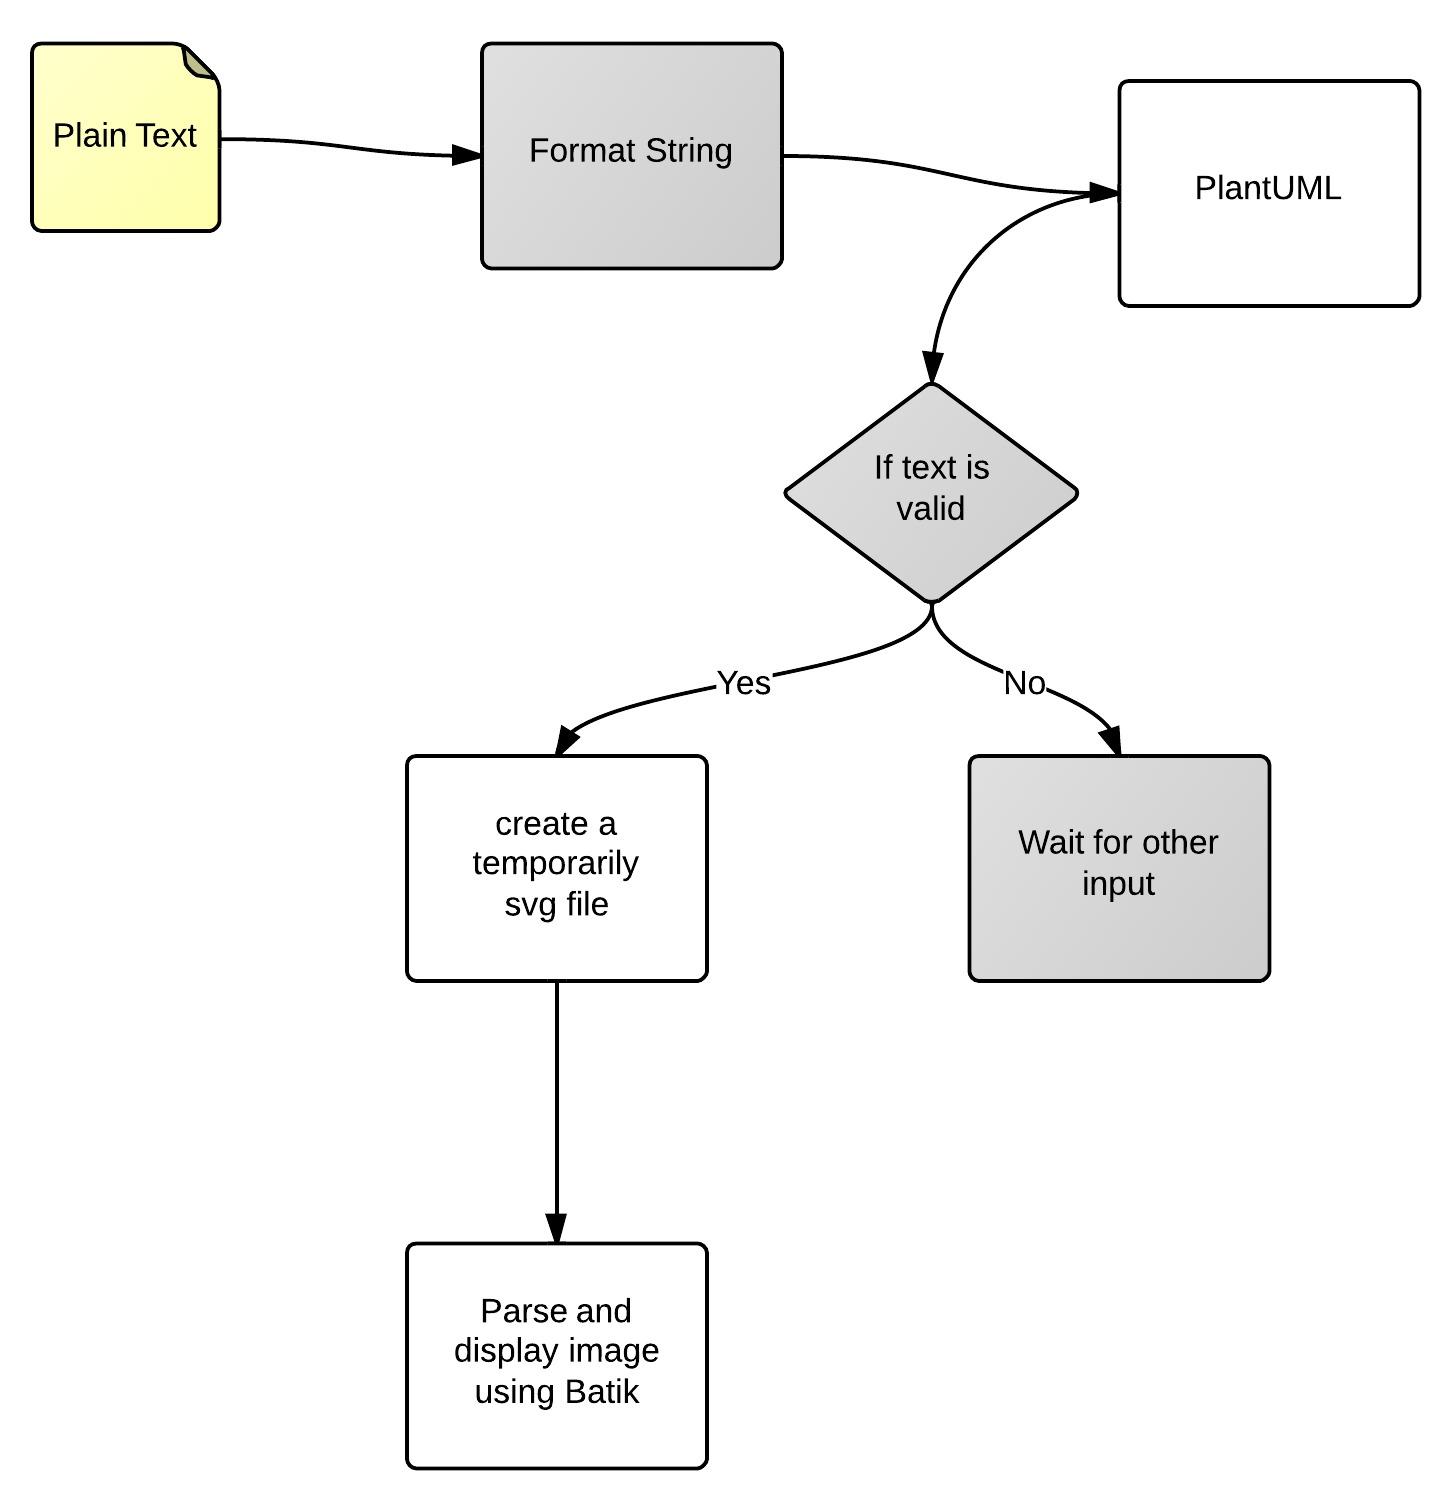 Plain Text
Format String
PlantUML
If text is
valid
Yes
No
create a
temporarily
svg file
Wait for other
input
Parse and
display image
using Batik